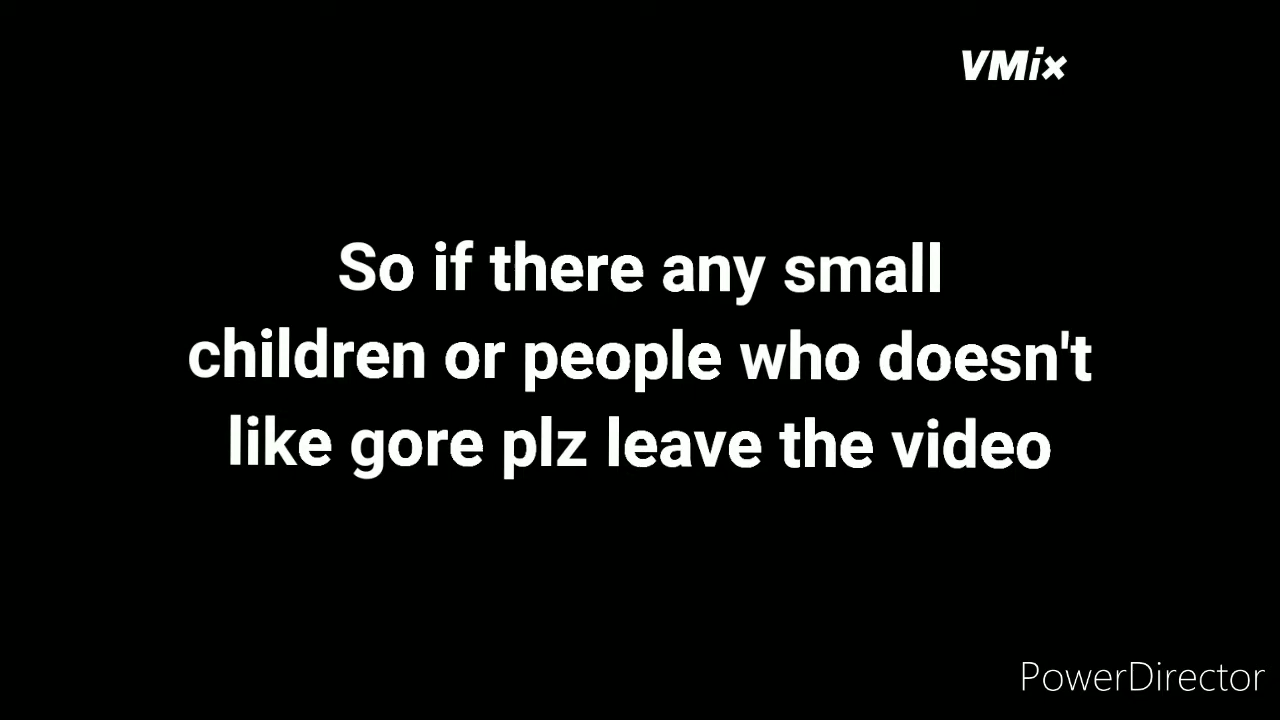 VMix
So if there any small
children or people who doesn't
like gore plz leave the video
PowerDirector